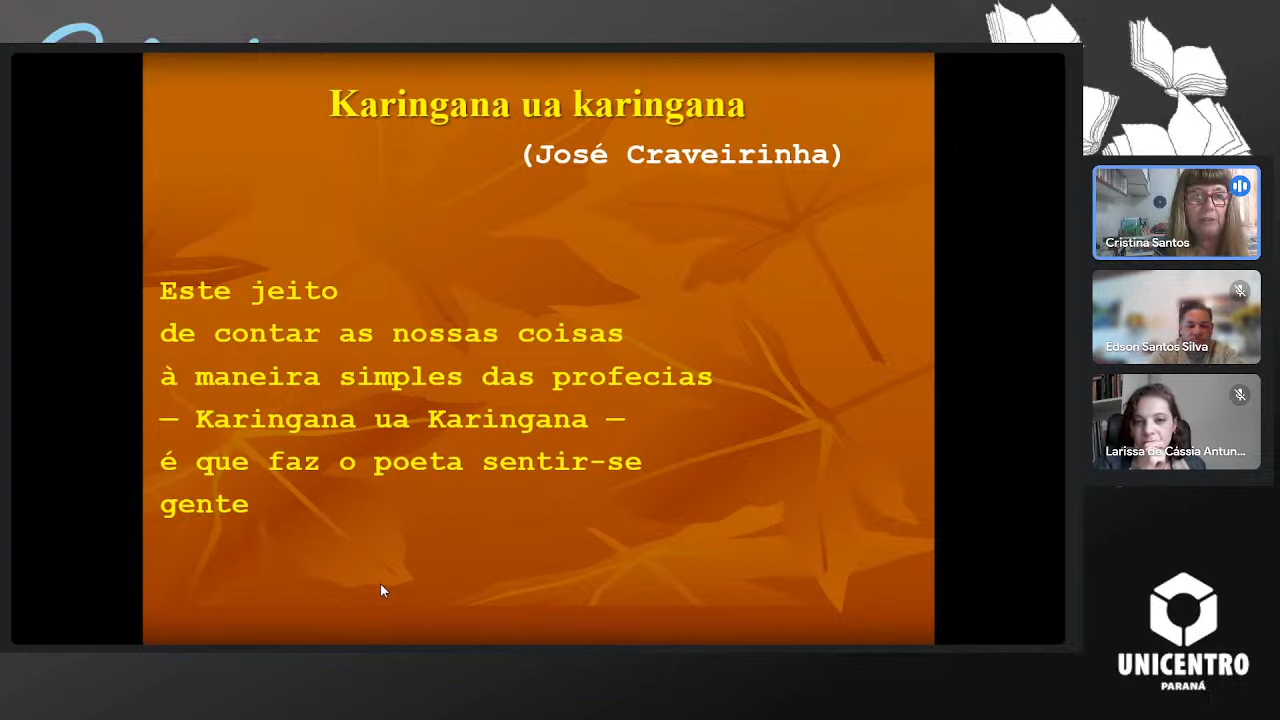 Karingana ua karingana
(José Craveirinha)
Este jeito
de contar as nossas coisas
à maneira simples das profecias
— Karingana ua Karingana —
é que faz o poeta sentir-se
gente
Cristina Santos
Edson Santos Silva
Larissa de Cássia Antun...
UNICENTRO
PARANÁ